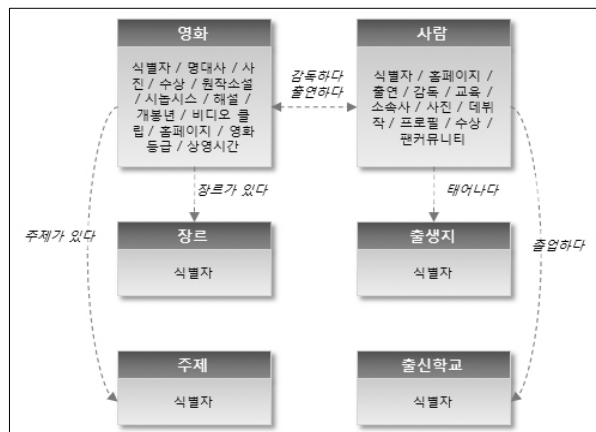 영화
식별자 / 명대사 / 사
진 / 수상 / 원작소설
/ 시놉시스 / 해설 /
개봉년 / 비디오 클
립 / 홈페이지 / 영화
등급 / 상영시간
감독하다
출연하다
사람
식별자 / 홈페이지 /
출연 / 감독 / 교육 /
소속사 / 사진 / 데뷔
작 / 프로필 / 수상 /
팬커뮤니티
장르가 있다
태어나다
주제가 있다
졸업하다
장르
식별자
출생지
식별자
주제
식별자
출신학교
식별자